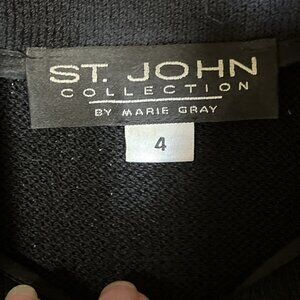 ST. JOHN
COLLECTION
BY MARIE GRAY
4